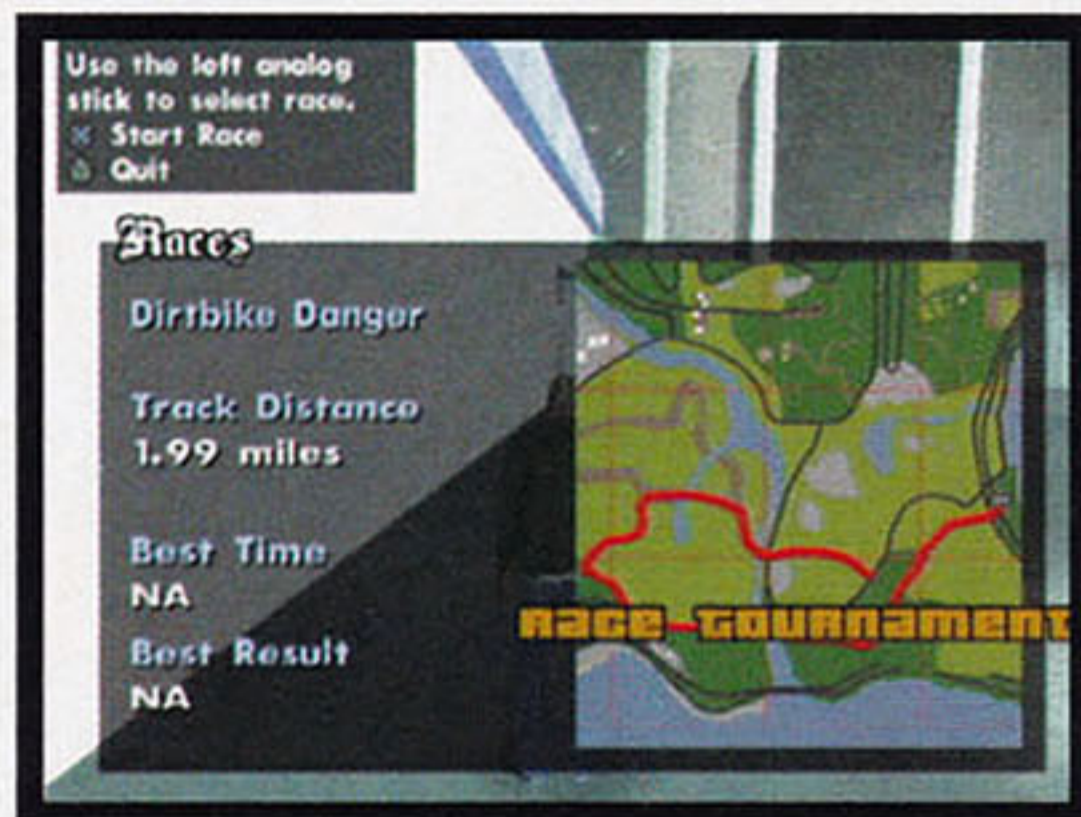 Use the left analog
stick to select race.
Start Race
Quit
Races
Dirtbike Danger
Track Distance
1.99 miles
Best Time
NA
Best Result
NA
RACE TOURNAMENT